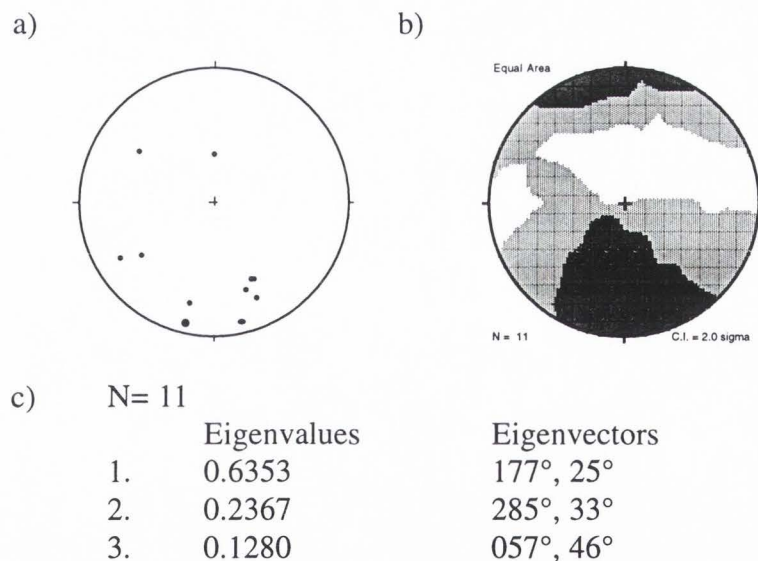 a)
b)
Equal Area
N = 11
C.I. = 2.0 sigma
c)
N= 11
Eigenvalues Eigenvectors
1. 0.6353 177°, 25°
2. 0.2367 285°, 33°
3. 0.1280 057°, 46°